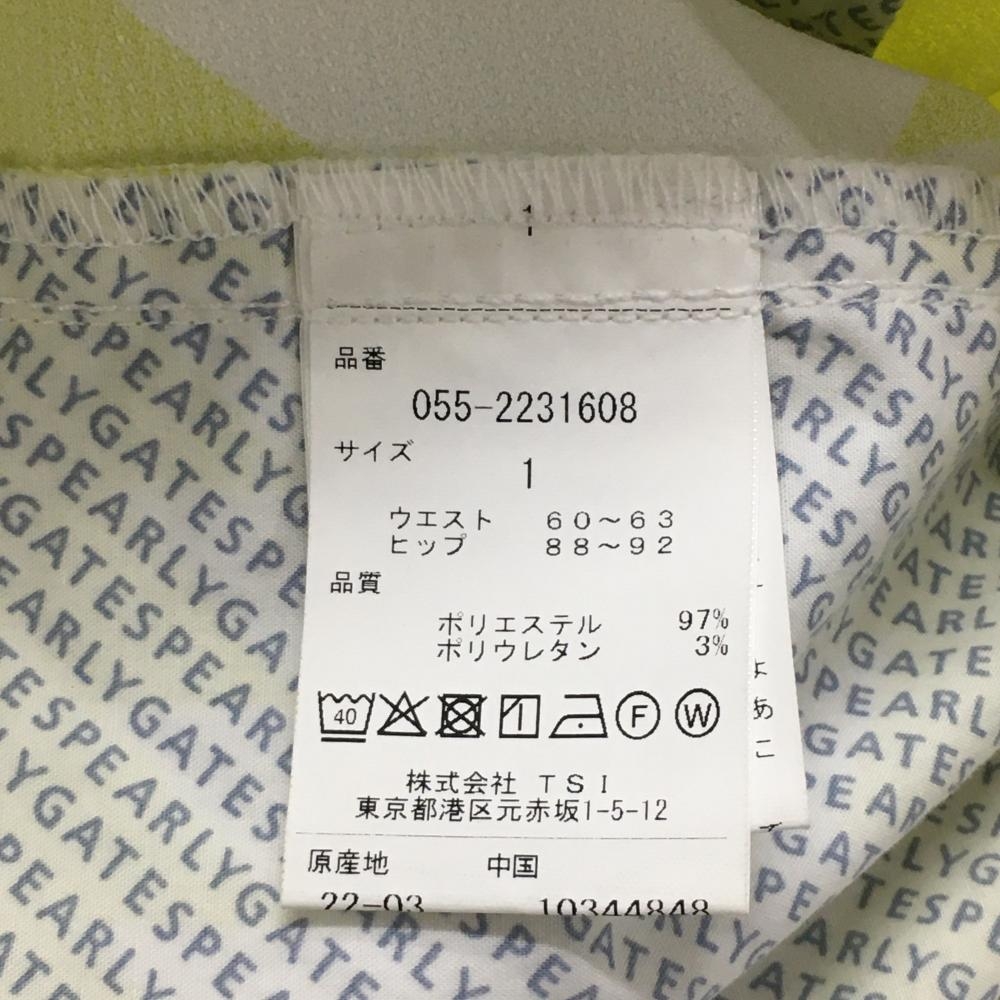 1
品番
055-2231608
サイズ
1
ウエスト 60～63
ヒップ 88～92
品質
ポリエステル 97%
ポリウレタン 3%
40 F W
株式会社 TSI
東京都港区元赤坂1-5-12
原産地 中国
22-03 10344848
PEARLYGATES